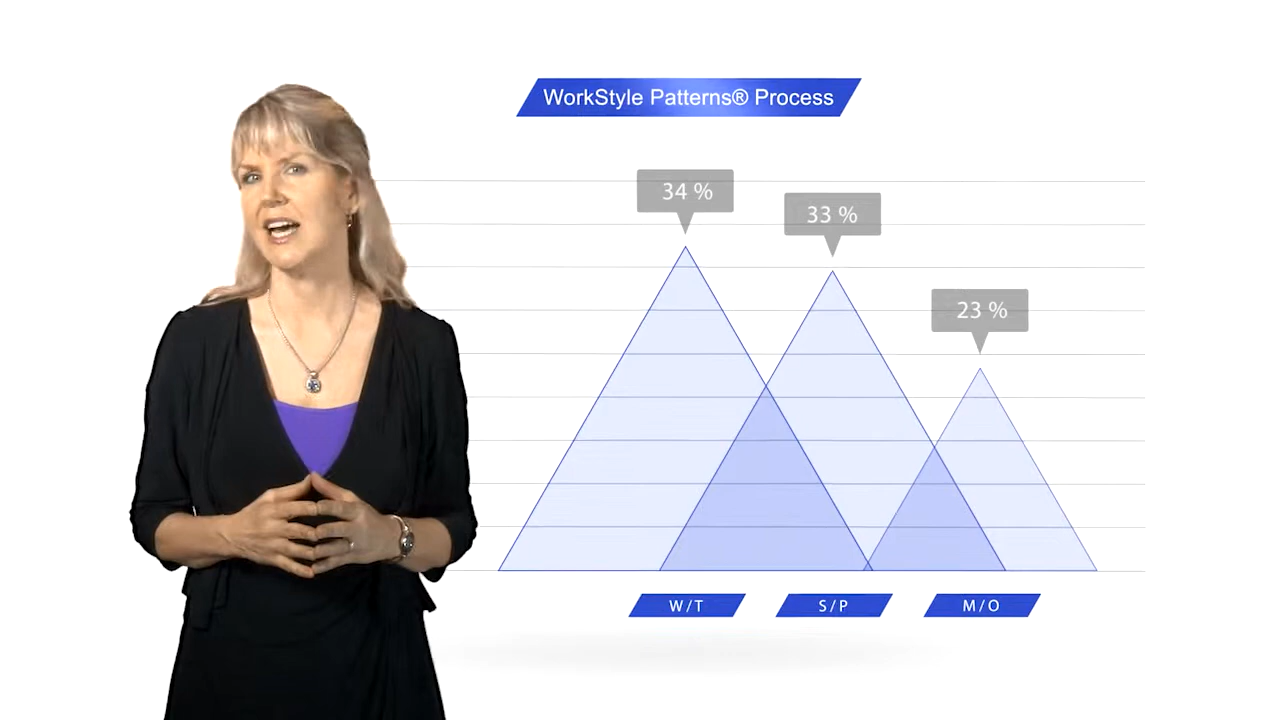 WorkStyle Patterns® Process
34 %
33 %
23 %
W/T
S/P
M/O